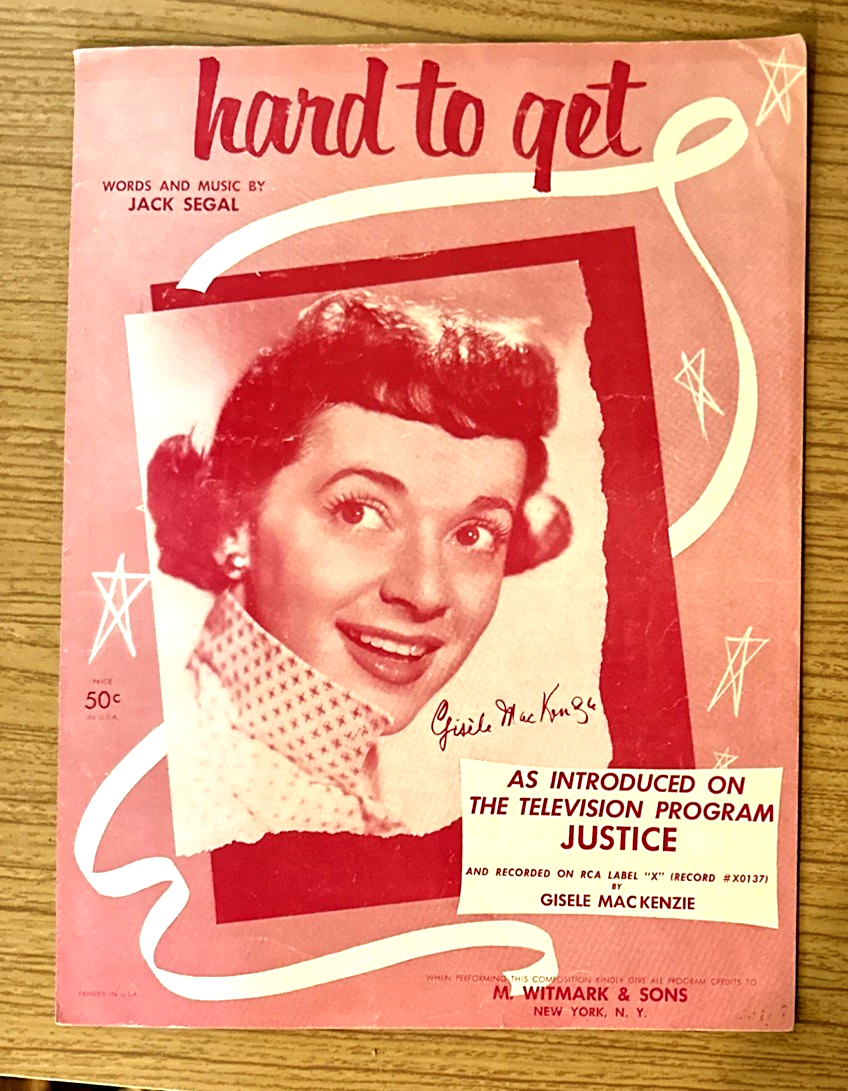 hard to get
WORDS AND MUSIC BY
JACK SEGAL
PRICE
50c
IN U.S.A.
Gisèle MacKenzie
AS INTRODUCED ON
THE TELEVISION PROGRAM
JUSTICE
AND RECORDED ON RCA LABEL "X" (RECORD #X0137)
BY
GISELE MACKENZIE
WHEN PERFORMING THIS COMPOSITION KINDLY GIVE ALL PROGRAM CREDITS TO
M. WITMARK & SONS
NEW YORK, N. Y.
PRINTED IN U.S.A.